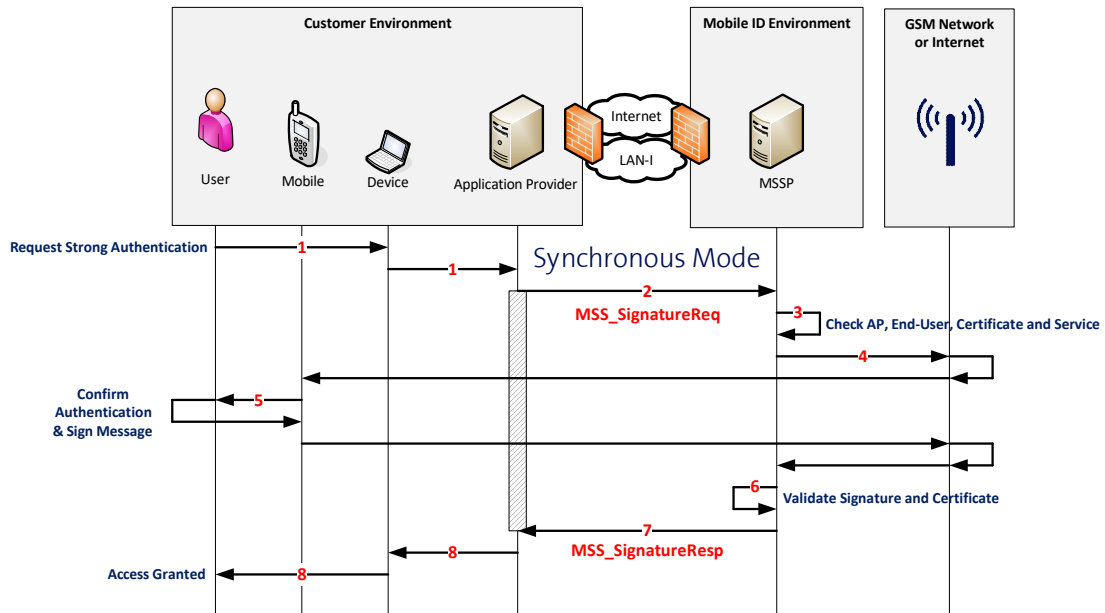 Customer Environment
Mobile ID Environment
GSM Network
or Internet
Internet
LAN-I
User
Mobile
Device
Application Provider
MSSP
Request Strong Authentication
1
1
Synchronous Mode
2
MSS_SignatureReq
3
Check AP, End-User, Certificate and Service
4
Confirm
Authentication
& Sign Message
5
6
Validate Signature and Certificate
7
MSS_SignatureResp
8
Access Granted
8